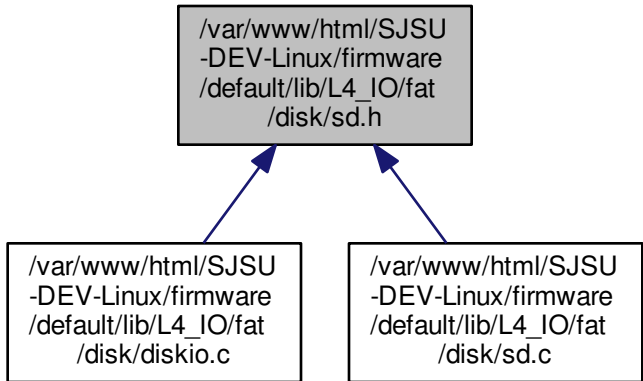 /var/www/html/SJSU
-DEV-Linux/firmware
/default/lib/L4_IO/fat
/disk/sd.h
/var/www/html/SJSU
-DEV-Linux/firmware
/default/lib/L4_IO/fat
/disk/diskio.c
/var/www/html/SJSU
-DEV-Linux/firmware
/default/lib/L4_IO/fat
/disk/sd.c